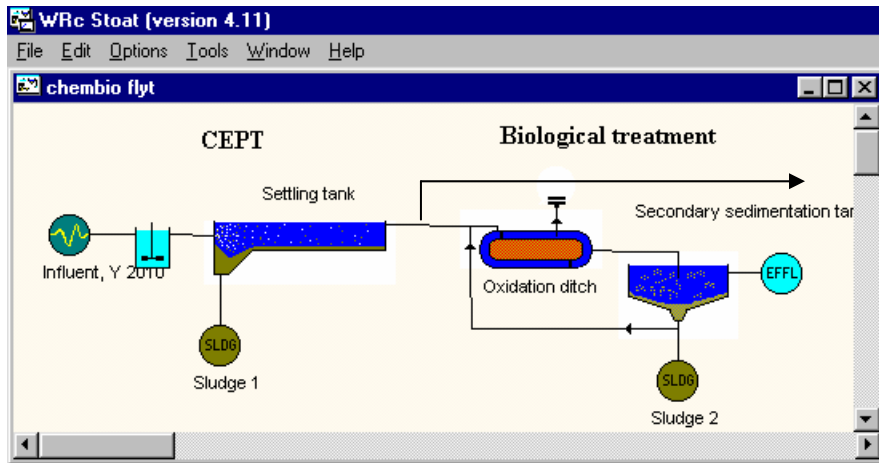 WRc Stoat (version 4.11)
File Edit Options Tools Window Help
chembio flyt
CEPT
Biological treatment
Settling tank
Secondary sedimentation tar
Influent, Y 2010
EFFL
Oxidation ditch
SLDG
Sludge 1
SLDG
Sludge 2